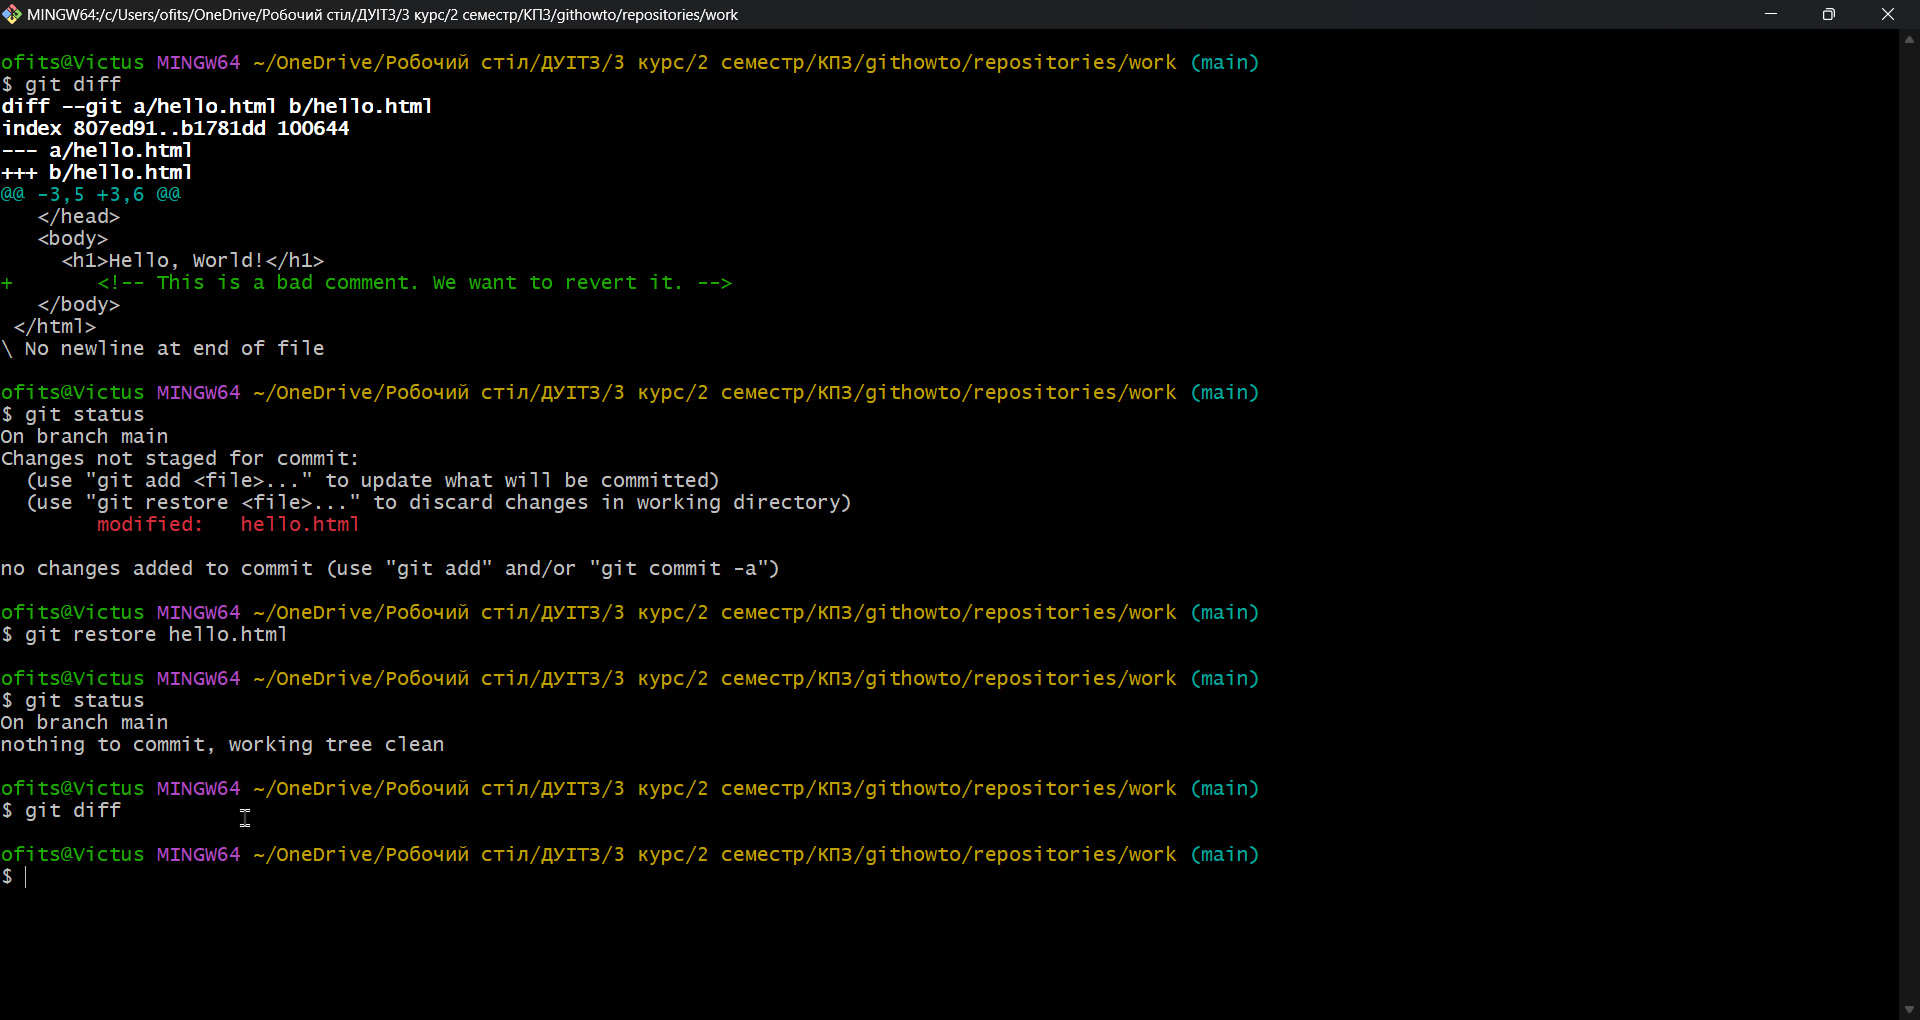 MINGW64:/c/Users/ofits/OneDrive/Робочий стіл/ДУІТЗ/3 курс/2 семестр/КПЗ/githowto/repositories/work
ofits@Victus MINGW64 ~/OneDrive/Робочий стіл/ДУІТЗ/3 курс/2 семестр/КПЗ/githowto/repositories/work (main)
$ git diff
diff --git a/hello.html b/hello.html
index 807ed91..b1781dd 100644
--- a/hello.html
+++ b/hello.html
@@ -3,5 +3,6 @@
   </head>
   <body>
     <h1>Hello, World!</h1>
+       <!-- This is a bad comment. We want to revert it. -->
   </body>
 </html>
\ No newline at end of file
ofits@Victus MINGW64 ~/OneDrive/Робочий стіл/ДУІТЗ/3 курс/2 семестр/КПЗ/githowto/repositories/work (main)
$ git status
On branch main
Changes not staged for commit:
  (use "git add <file>..." to update what will be committed)
  (use "git restore <file>..." to discard changes in working directory)
        modified:   hello.html
no changes added to commit (use "git add" and/or "git commit -a")
ofits@Victus MINGW64 ~/OneDrive/Робочий стіл/ДУІТЗ/3 курс/2 семестр/КПЗ/githowto/repositories/work (main)
$ git restore hello.html
ofits@Victus MINGW64 ~/OneDrive/Робочий стіл/ДУІТЗ/3 курс/2 семестр/КПЗ/githowto/repositories/work (main)
$ git status
On branch main
nothing to commit, working tree clean
ofits@Victus MINGW64 ~/OneDrive/Робочий стіл/ДУІТЗ/3 курс/2 семестр/КПЗ/githowto/repositories/work (main)
$ git diff
ofits@Victus MINGW64 ~/OneDrive/Робочий стіл/ДУІТЗ/3 курс/2 семестр/КПЗ/githowto/repositories/work (main)
$